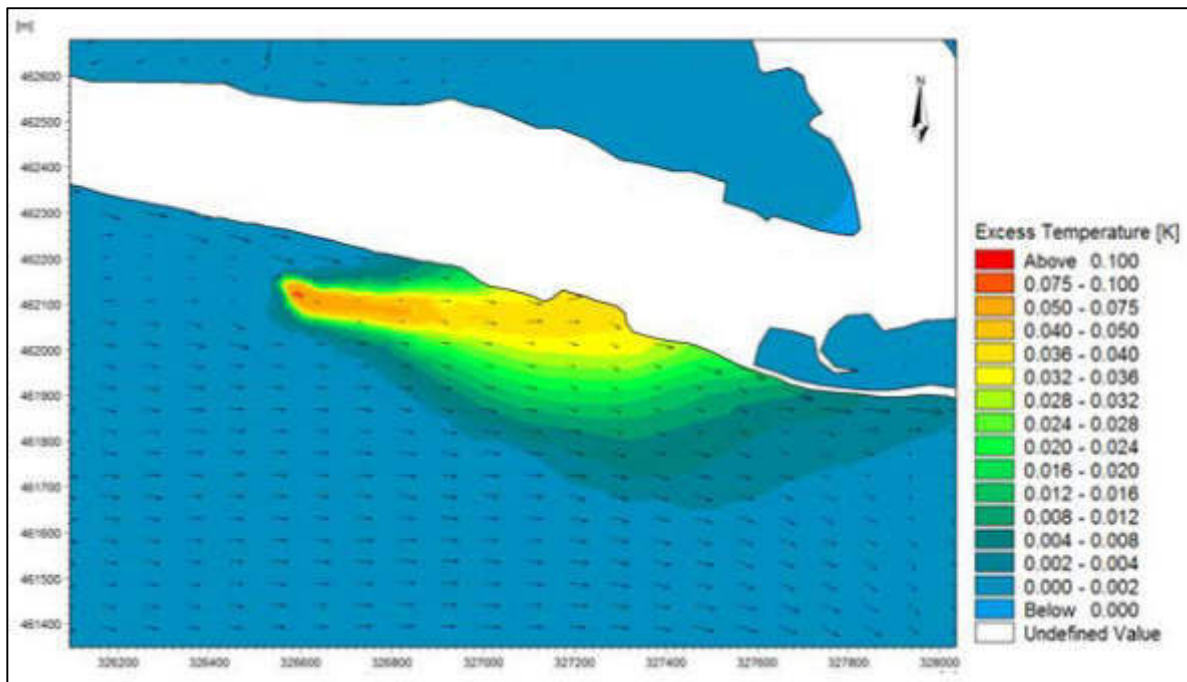 [m]
462600
462500
462400
462300
462200
462100
462000
461900
461800
461700
461600
461500
461400
326200 326400 326600 326800 327000 327200 327400 327600 327800 328000
N
Excess Temperature [K]
Above 0.100
0.075 - 0.100
0.050 - 0.075
0.040 - 0.050
0.036 - 0.040
0.032 - 0.036
0.028 - 0.032
0.024 - 0.028
0.020 - 0.024
0.016 - 0.020
0.012 - 0.016
0.008 - 0.012
0.004 - 0.008
0.002 - 0.004
0.000 - 0.002
Below 0.000
Undefined Value